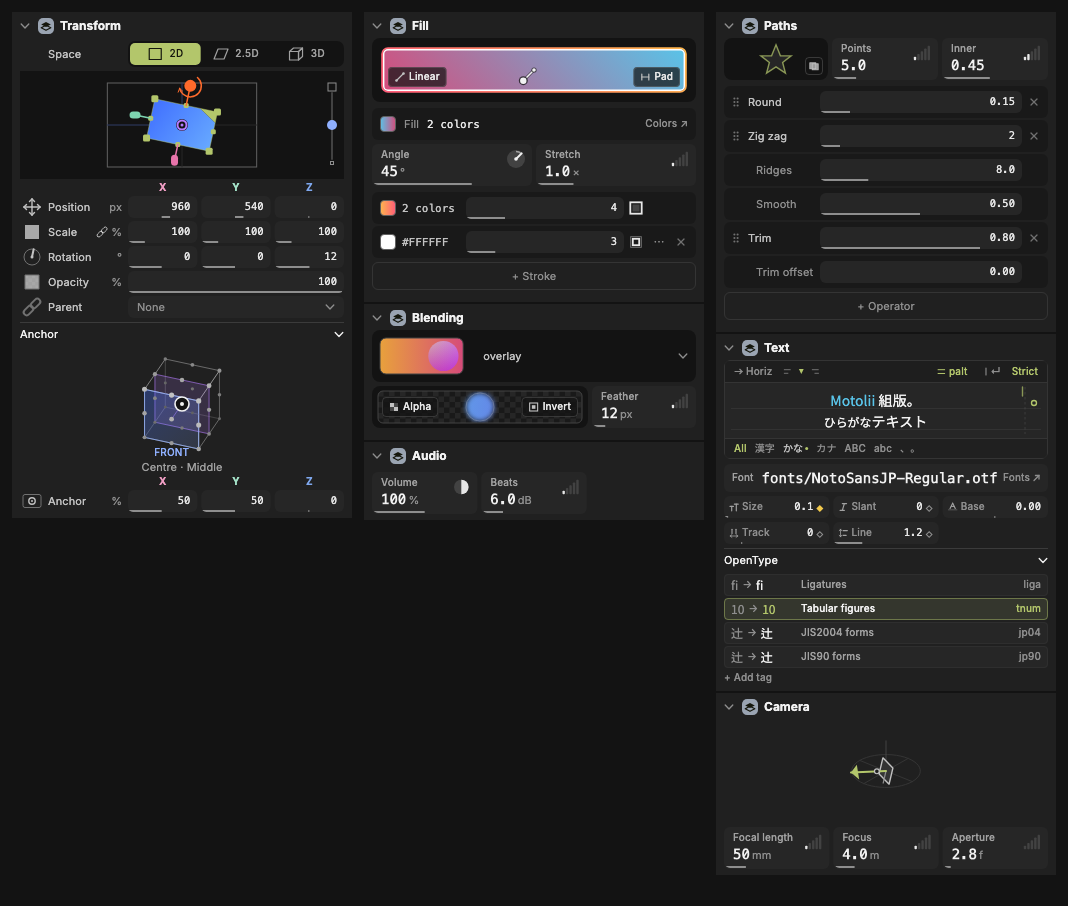 Transform
Space 2D 2.5D 3D
X Y Z
Position px 960 540 0
Scale % 100 100 100
Rotation ° 0 0 12
Opacity % 100
Parent None
Anchor
FRONT
Centre · Middle
X Y Z
Anchor % 50 50 0
Fill
Linear Pad
Fill 2 colors Colors ↗
Angle Stretch
45° 1.0×
2 colors 4
#FFFFFF 3 ··· ×
+ Stroke
Blending
overlay
Alpha Invert
Feather
12 px
Audio
Volume Beats
100 % 6.0 dB
Paths
Points Inner
5.0 0.45
Round 0.15 ×
Zig zag 2 ×
Ridges 8.0
Smooth 0.50
Trim 0.80 ×
Trim offset 0.00
+ Operator
Text
→ Horiz palt Strict
Motolii 組版。
ひらがなテキスト
All 漢字 かな• カナ ABC abc 、。
Font fonts/NotoSansJP-Regular.otf Fonts ↗
Size 0.1 Slant 0 Base 0.00
Track 0 Line 1.2
OpenType
fi → fi Ligatures liga
10 → 10 Tabular figures tnum
辻 → 辻 JIS2004 forms jp04
辻 → 辻 JIS90 forms jp90
+ Add tag
Camera
Focal length Focus Aperture
50 mm 4.0 m 2.8 f